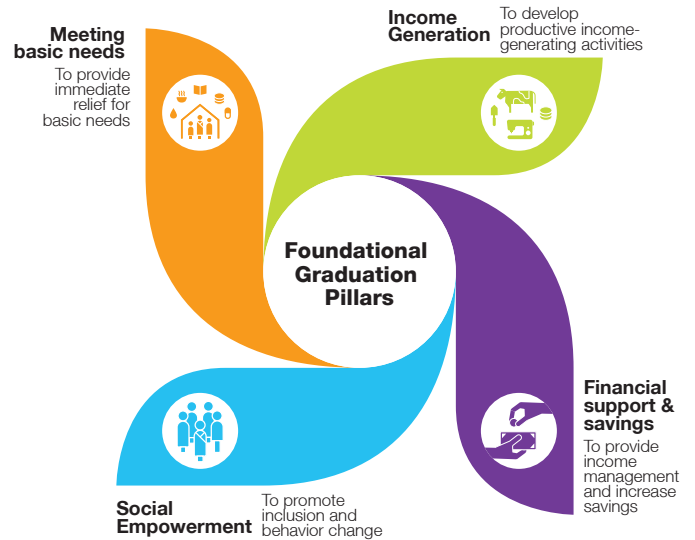 Meeting
basic needs
To provide
immediate
relief for
basic needs
Income
Generation
To develop
productive income-
generating activities
Foundational
Graduation
Pillars
Financial
support &
savings
To provide
income
management
and increase
savings
Social
Empowerment
To promote
inclusion and
behavior change